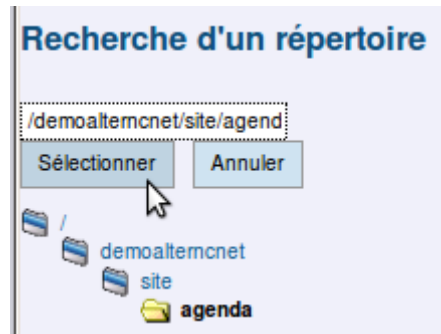 Recherche d'un répertoire
/demoalterncnet/site/agend
Sélectionner Annuler
/
demoalterncnet
site
agenda